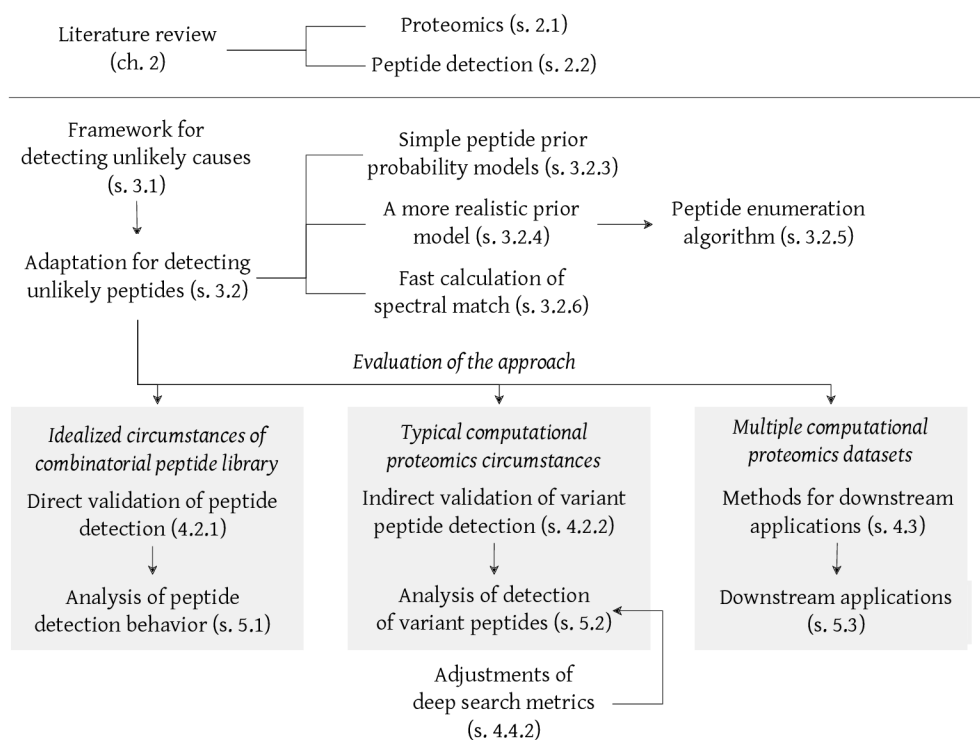 Literature review
(ch. 2)
Proteomics (s. 2.1)
Peptide detection (s. 2.2)
Framework for
detecting unlikely causes
(s. 3.1)
Adaptation for detecting
unlikely peptides (s. 3.2)
Simple peptide prior
probability models (s. 3.2.3)
A more realistic prior
model (s. 3.2.4)
Peptide enumeration
algorithm (s. 3.2.5)
Fast calculation of
spectral match (s. 3.2.6)
Evaluation of the approach
Idealized circumstances of
combinatorial peptide library
Direct validation of peptide
detection (4.2.1)
Analysis of peptide
detection behavior (s. 5.1)
Typical computational
proteomics circumstances
Indirect validation of variant
peptide detection (s. 4.2.2)
Analysis of detection
of variant peptides (s. 5.2)
Adjustments of
deep search metrics
(s. 4.4.2)
Multiple computational
proteomics datasets
Methods for downstream
applications (s. 4.3)
Downstream applications
(s. 5.3)